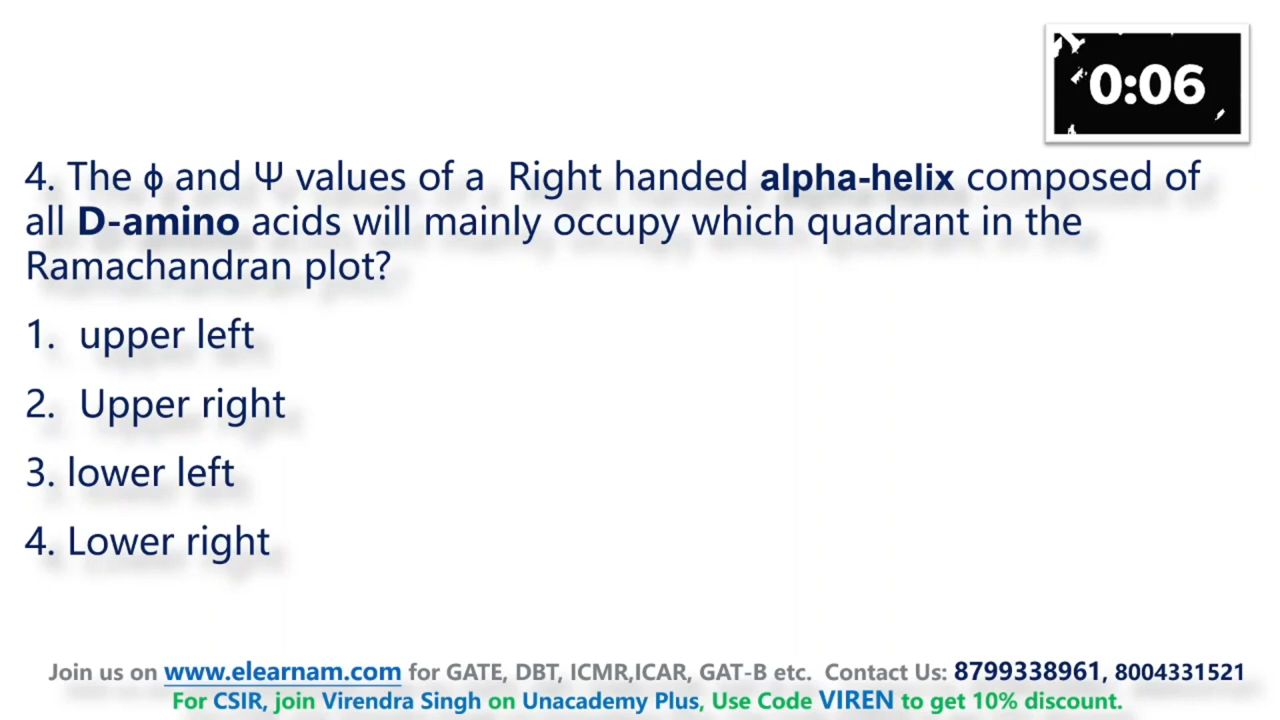 0:06
4. The ϕ and Ψ values of a Right handed alpha-helix composed of
all D-amino acids will mainly occupy which quadrant in the
Ramachandran plot?
1. upper left
2. Upper right
3. lower left
4. Lower right
Join us on www.elearnam.com for GATE, DBT, ICMR,ICAR, GAT-B etc. Contact Us: 8799338961, 8004331521
For CSIR, join Virendra Singh on Unacademy Plus, Use Code VIREN to get 10% discount.